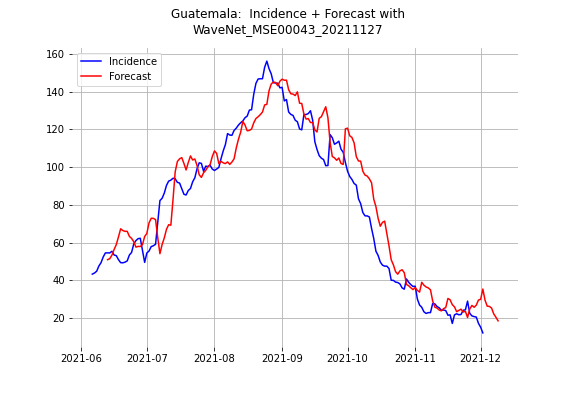 Guatemala:  Incidence + Forecast with
WaveNet_MSE00043_20211127
Incidence
Forecast
160
140
120
100
80
60
40
20
2021-06 2021-07 2021-08 2021-09 2021-10 2021-11 2021-12